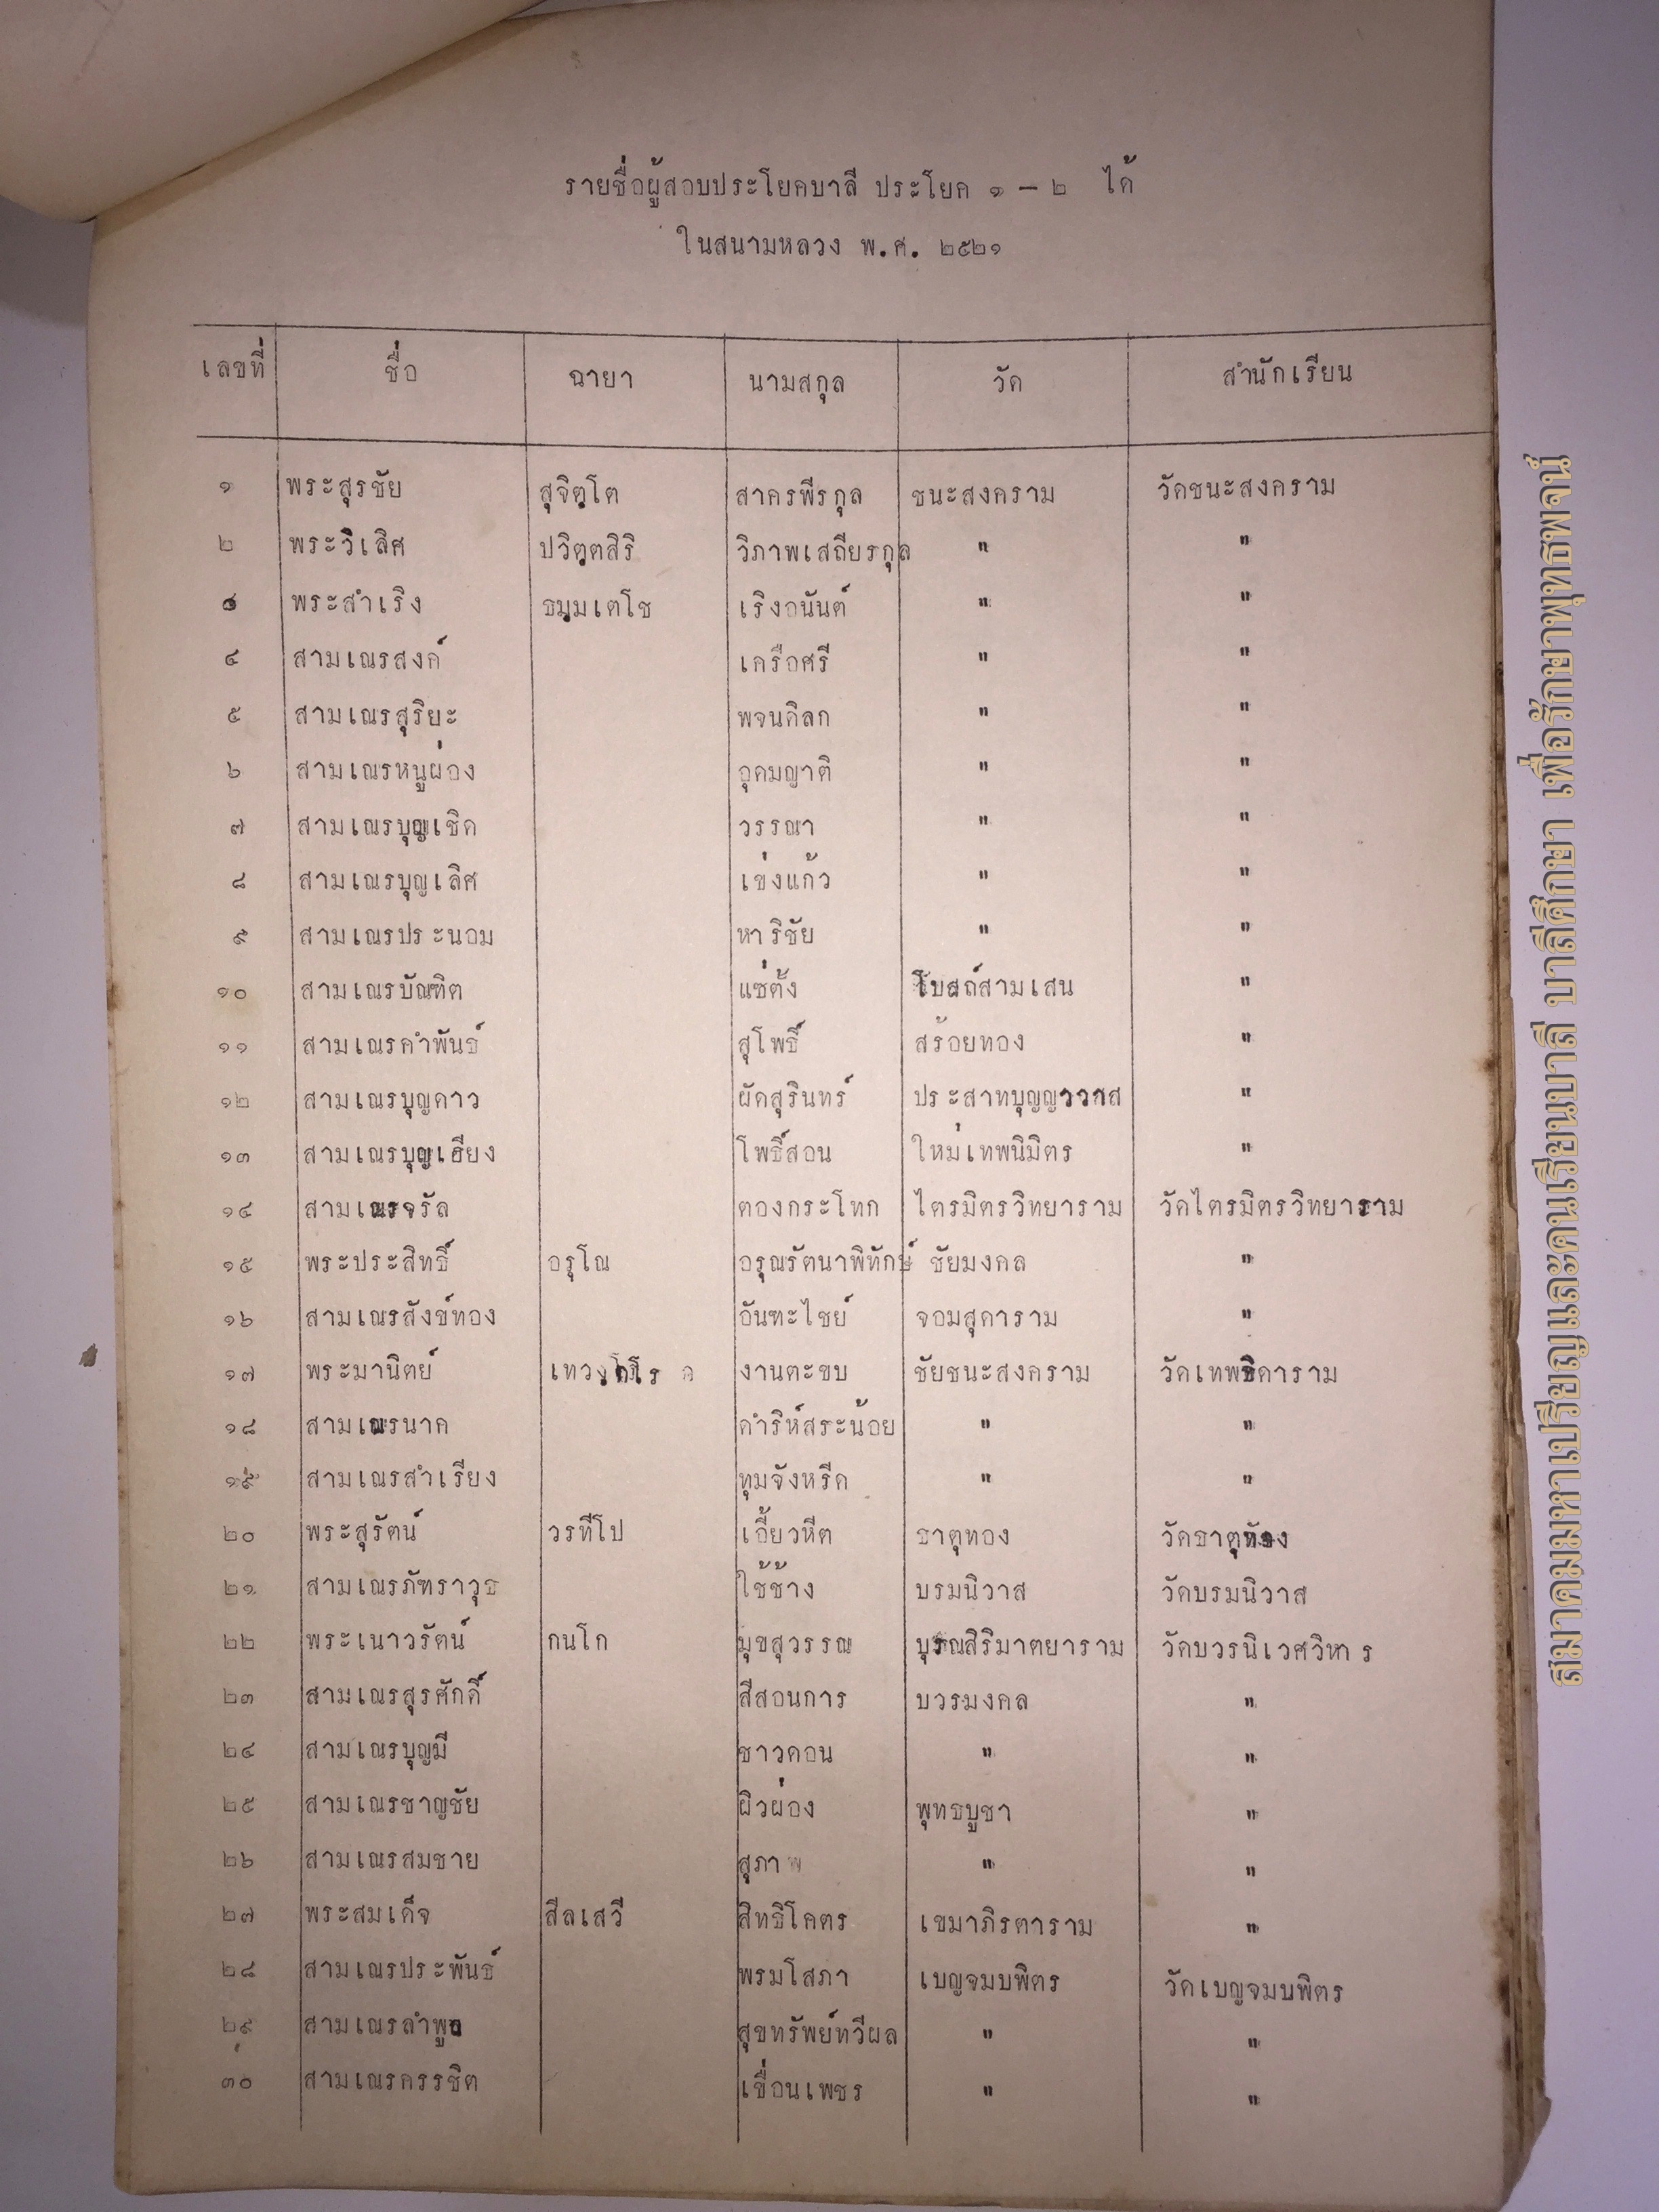 รายชื่อผู้สอบประโยคบาลี ประโยค ๑ – ๒ ได้
ในสนามหลวง พ.ศ. ๒๕๒๑
เลขที่ ชื่อ ฉายา นามสกุล วัด สำนักเรียน
๑ พระสุรชัย สุจิตฺโต สาครพีรกุล ชนะสงคราม วัดชนะสงคราม
๒ พระวิเลิศ ปวิตฺตสิริ วิภาพเสถียรกุล " "
๓ พระสำเริง ธมฺมเตโช เริงอนันต์ " "
๔ สามเณรสงค์ เครือศรี " "
๕ สามเณรสุริยะ พจนดิลก " "
๖ สามเณรหนูผ่อง อุดมญาติ " "
๗ สามเณรบุญเชิด วรรณา " "
๘ สามเณรบุญเลิศ เข่งแก้ว " "
๙ สามเณรประนอม หาริชัย " "
๑๐ สามเณรบัณฑิต แซ่ตั้ง โบสถ์สามเสน "
๑๑ สามเณรคำพันธ์ สุโพธิ์ สร้อยทอง "
๑๒ สามเณรบุญดาว ผัดสุรินทร์ ประสาทบุญญาวาส "
๑๓ สามเณรบุญเธียง โพธิ์สอน ใหม่เทพนิมิตร "
๑๔ สามเณรจรัล ตองกระโทก ไตรมิตรวิทยาราม วัดไตรมิตรวิทยาราม
๑๕ พระประสิทธิ์ อรุโณ อรุณรัตนาพิทักษ์ ชัยมงคล "
๑๖ สามเณรสังข์ทอง อันฑะไชย์ จอมสุดาราม "
๑๗ พระมานิตย์ งานตะขบ ชัยชนะสงคราม วัดเทพธิดาราม
๑๘ สามเณรนาค ดำริห์สระน้อย " "
๑๙ สามเณรสำเรียง ทุมจังหรีด " "
๒๐ พระสุรัตน์ วรทีโป เอี้ยวหีต ธาตุทอง วัดธาตุทอง
๒๑ สามเณรภัทราวุธ ใช้ช้าง บรมนิวาส วัดบรมนิวาส
๒๒ พระเนาวรัตน์ กนโก มุขสุวรรณ บุรณสิริมาตยาราม วัดบวรนิเวศวิหาร
๒๓ สามเณรสุรศักดิ์ สีสอนการ บวรมงคล "
๒๔ สามเณรบุญมี ชาวดอน " "
๒๕ สามเณรชาญชัย ผิวผ่อง พุทธบูชา "
๒๖ สามเณรสมชาย สุภาพ " "
๒๗ พระสมเด็จ สีลเสวี สิทธิโคตร เขมาภิรตาราม "
๒๘ สามเณรประพันธ์ พรมโสภา เบญจมบพิตร วัดเบญจมบพิตร
๒๙ สามเณรลำพูล สุขทรัพย์ทวีผล " "
๓๐ สามเณรครรชิต เขื่อนเพชร " "
สมาคมมหาเปรียญและคนเรียนบาลี บาลีศึกษา เพื่อรักษาพุทธพจน์